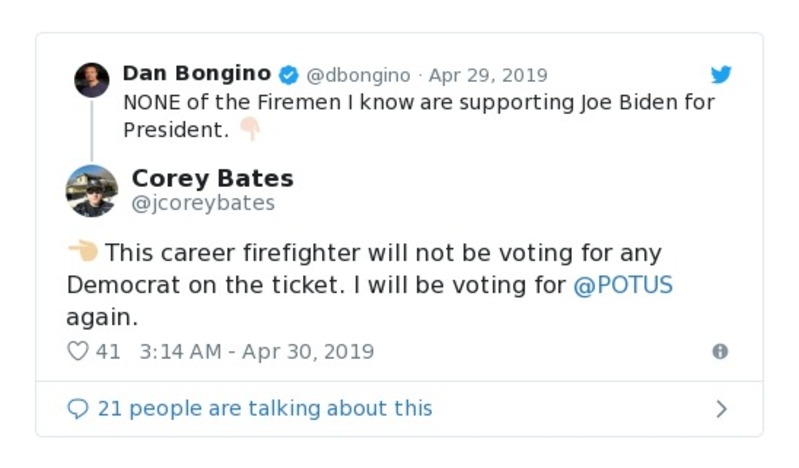 Dan Bongino @dbongino · Apr 29, 2019
NONE of the Firemen I know are supporting Joe Biden for
President. 👇🏻
Corey Bates
@jcoreybates
👈🏼 This career firefighter will not be voting for any
Democrat on the ticket. I will be voting for @POTUS
again.
41 3:14 AM - Apr 30, 2019
21 people are talking about this